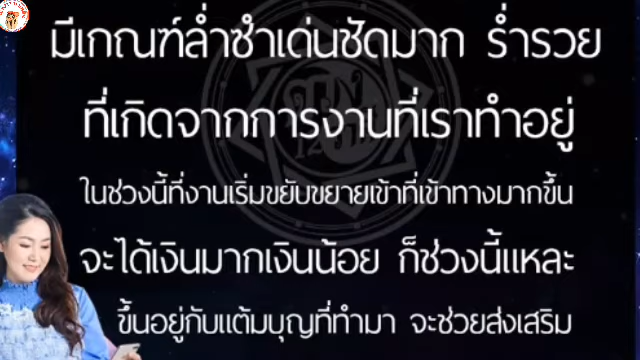 มีเกณฑ์ล่ำซำเด่นชัดมาก ร่ำรวย
ที่เกิดจากการงานที่เราทำอยู่
ในช่วงนี้ที่งานเริ่มขยับขยายเข้าที่เข้าทางมากขึ้น
จะได้เงินมากเงินน้อย ก็ช่วงนี้แหละ
ขึ้นอยู่กับแต้มบุญที่ทำมา จะช่วยส่งเสริม